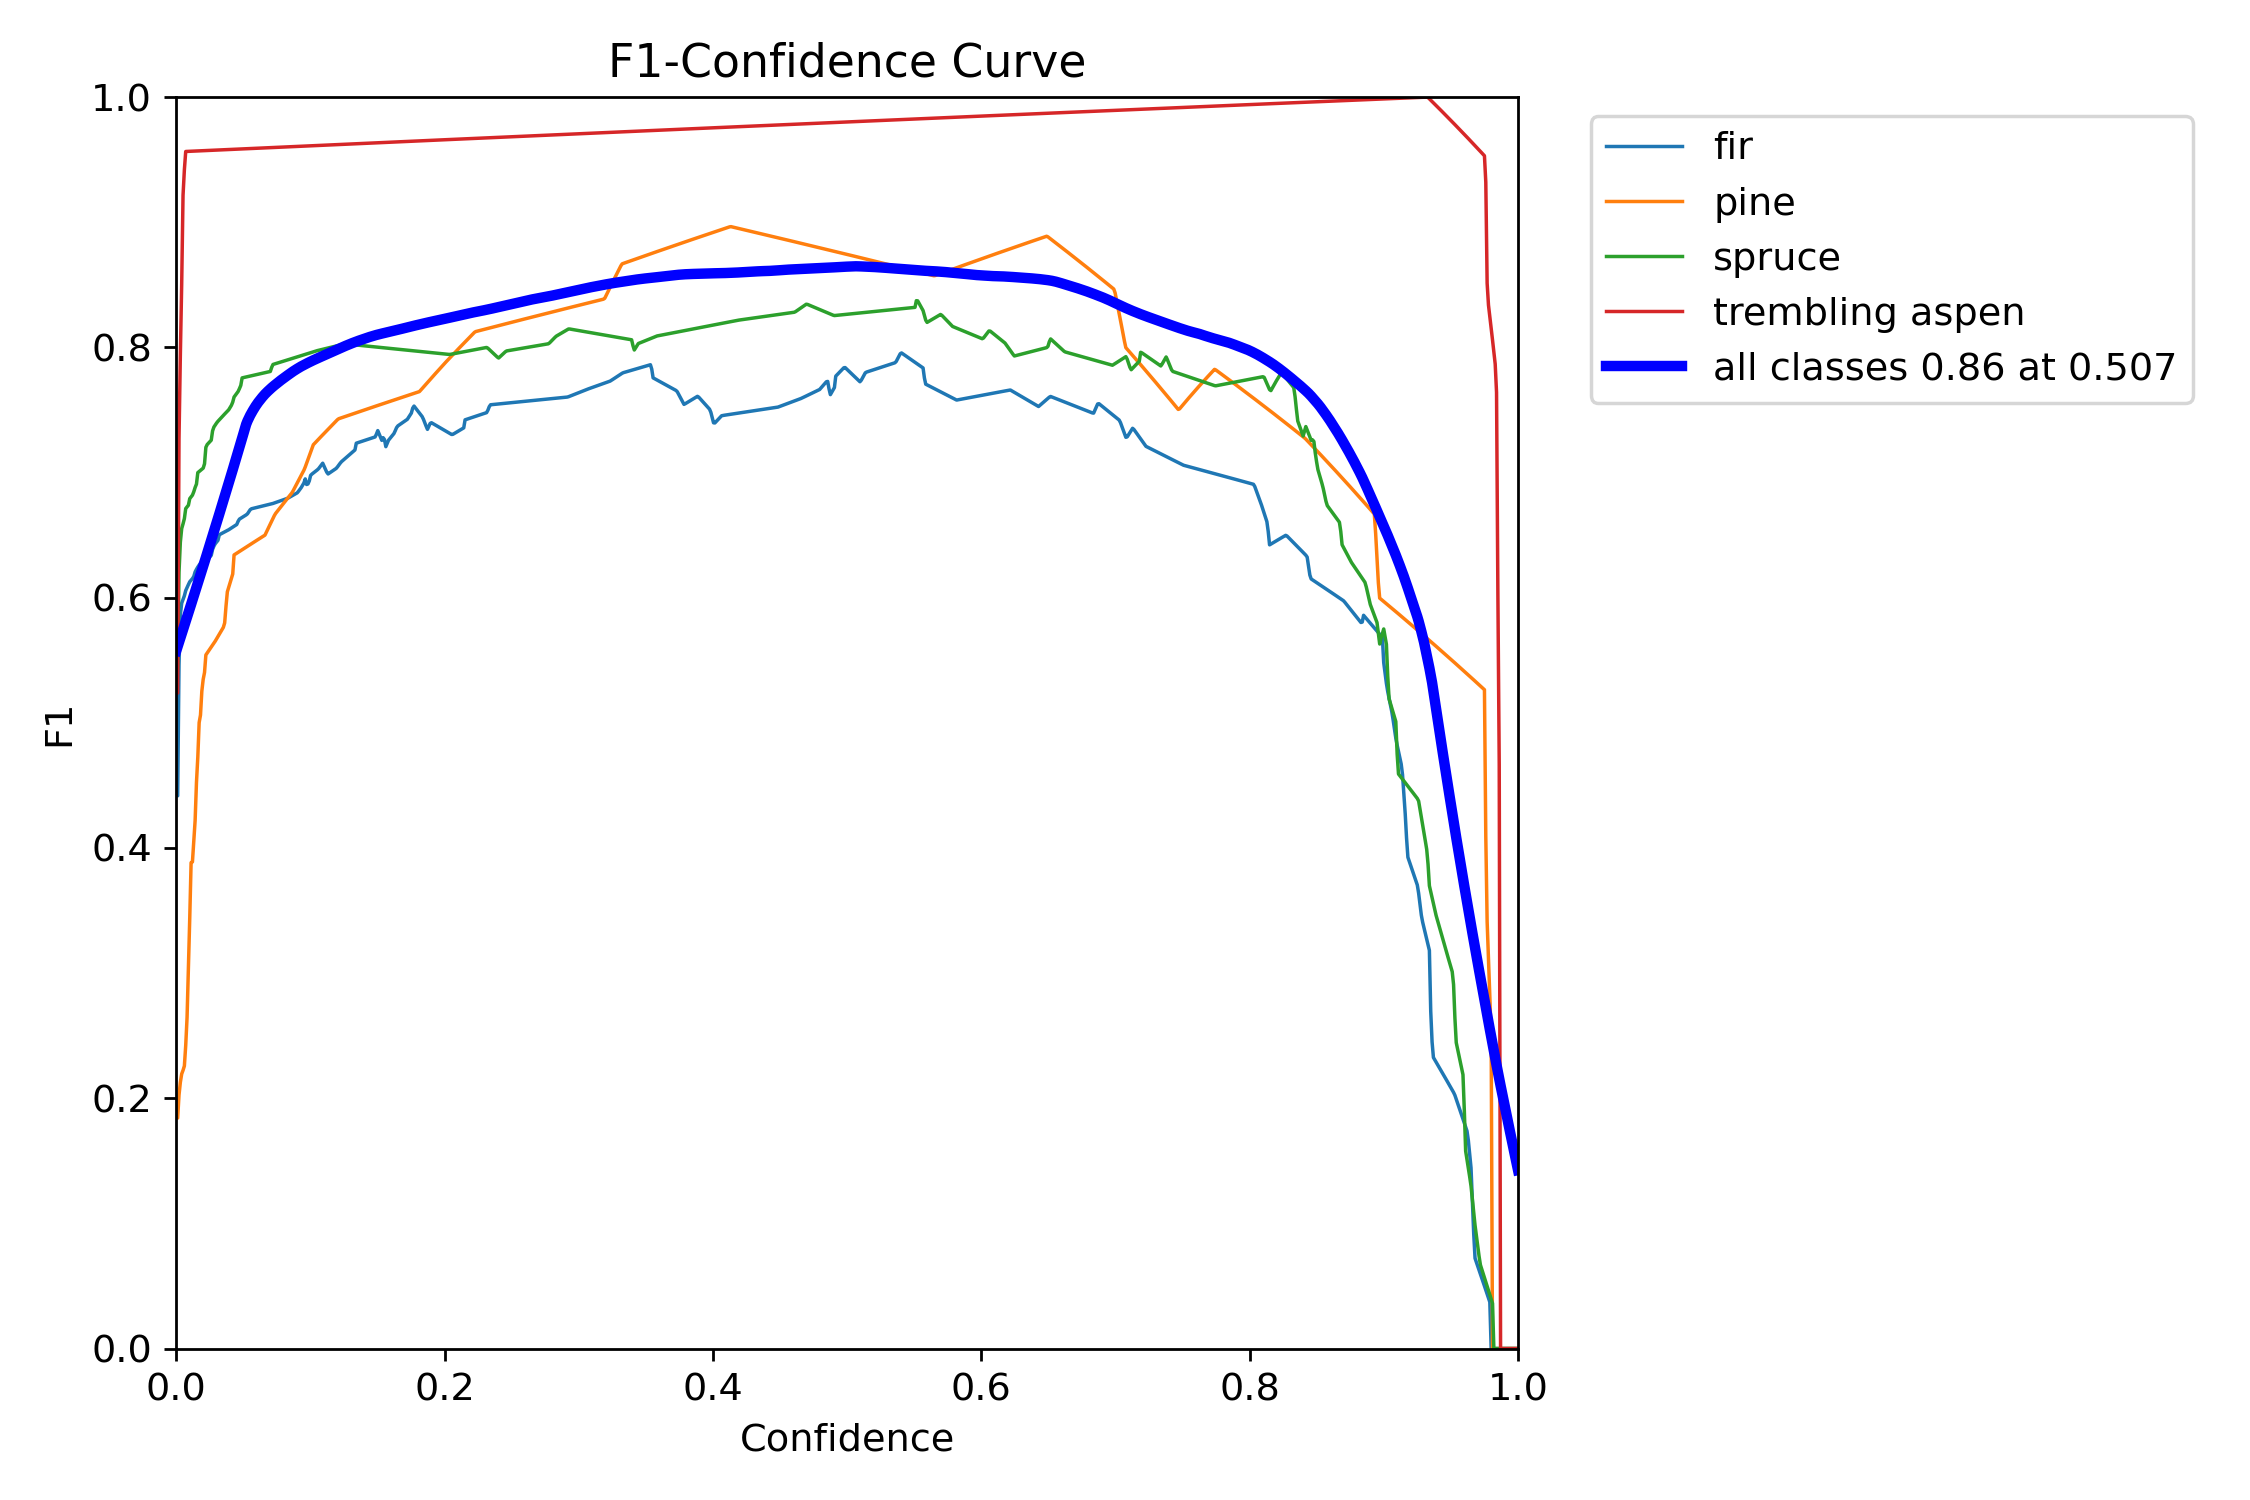 F1-Confidence Curve
1.0
0.8
0.6
0.4
0.2
0.0
F1
0.0 0.2 0.4 0.6 0.8 1.0
Confidence
fir
pine
spruce
trembling aspen
all classes 0.86 at 0.507